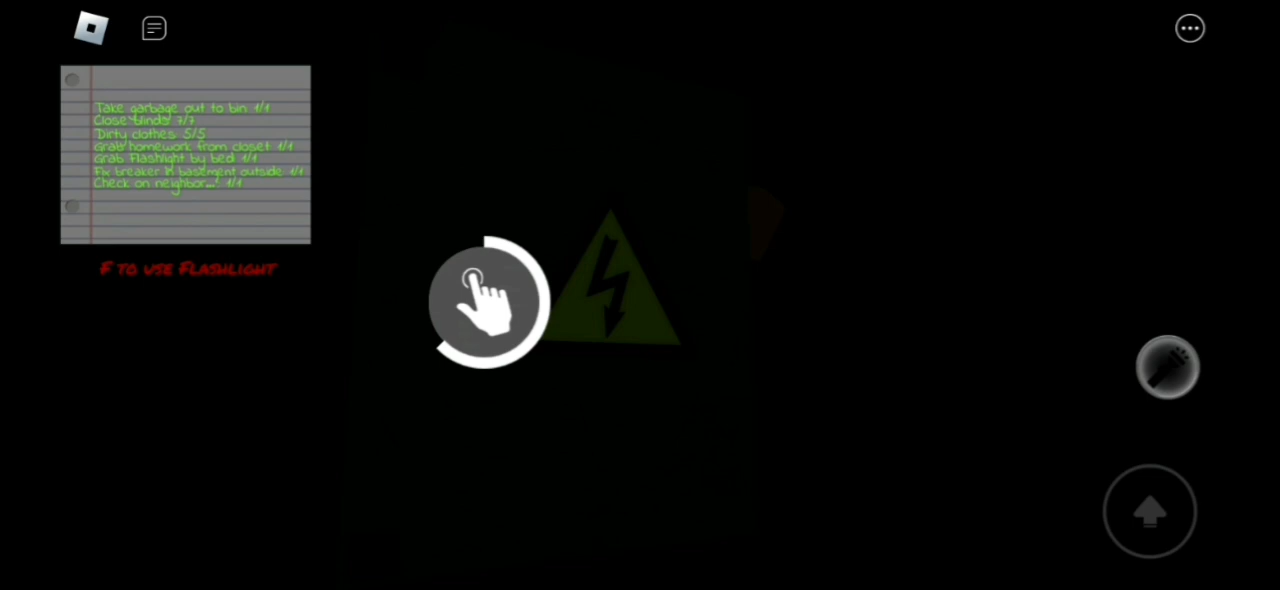 Take garbage out to bin 1/1
Close blinds 7/7
Dirty clothes: 5/5
Grab homework from closet: 1/1
Grab Flashlight by bed: 1/1
Fix breaker in basement outside: 1/1
Check on neighbor...: 1/1
F to use Flashlight